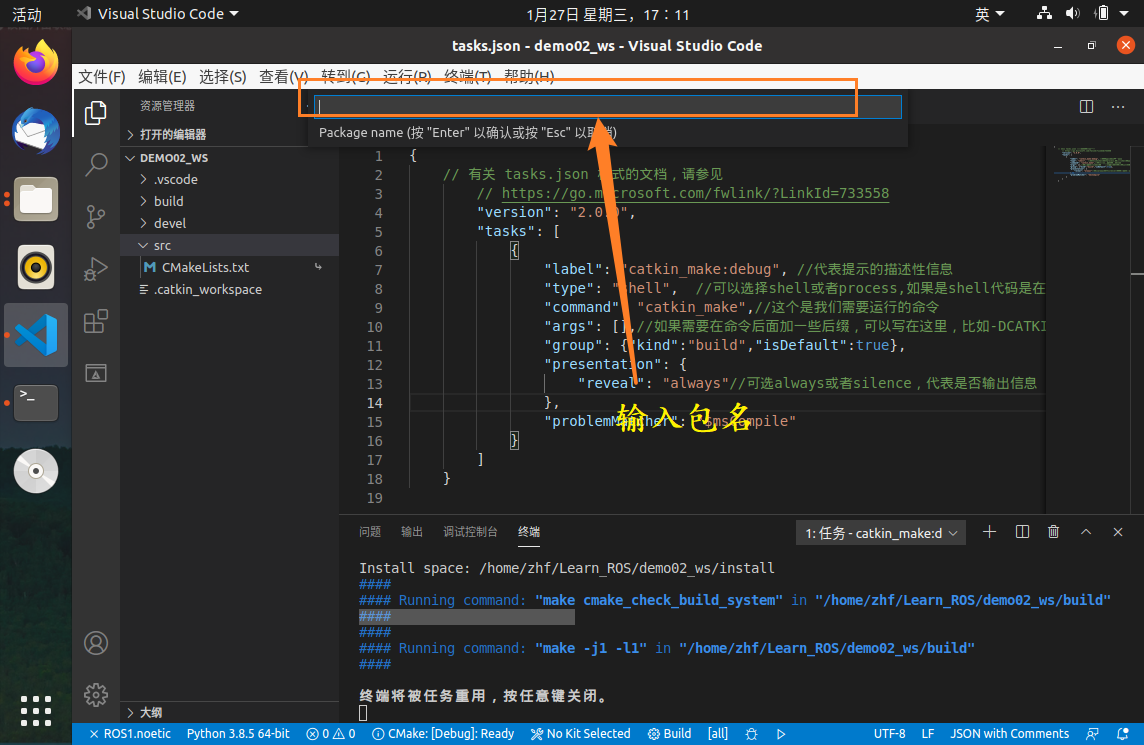 活动
Visual Studio Code
1月27日 星期三，17：11
英
tasks.json - demo02_ws - Visual Studio Code
文件(F) 编辑(E) 选择(S) 查看(V) 转到(G) 运行(R) 终端(T) 帮助(H)
资源管理器
打开的编辑器
DEMO02_WS
.vscode
build
devel
src
CMakeLists.txt
.catkin_workspace
大纲
Package name (按 "Enter" 以确认或按 "Esc" 以取消)
1 {
2 // 有关 tasks.json 格式的文档，请参见
3 // https://go.microsoft.com/fwlink/?LinkId=733558
4 "version": "2.0.0",
5 "tasks": [
6 {
7 "label": "catkin_make:debug", //代表提示的描述性信息
8 "type": "shell", //可以选择shell或者process,如果是shell代码是在
9 "command": "catkin_make",//这个是我们需要运行的命令
10 "args": [],//如果需要在命令后面加一些后缀，可以写在这里，比如-DCATKI
11 "group": {"kind":"build","isDefault":true},
12 "presentation": {
13 "reveal": "always"//可选always或者silence，代表是否输出信息
14 },
15 "problemMatcher": "$msCompile"
16 }
17 ]
18 }
19
输入包名
问题 输出 调试控制台 终端
1: 任务 - catkin_make:d
Install space: /home/zhf/Learn_ROS/demo02_ws/install
####
#### Running command: "make cmake_check_build_system" in "/home/zhf/Learn_ROS/demo02_ws/build"
####
####
#### Running command: "make -j1 -l1" in "/home/zhf/Learn_ROS/demo02_ws/build"
####
终端将被任务重用，按任意键关闭。
ROS1.noetic Python 3.8.5 64-bit 0 0 CMake: [Debug]: Ready No Kit Selected Build [all] UTF-8 LF JSON with Comments